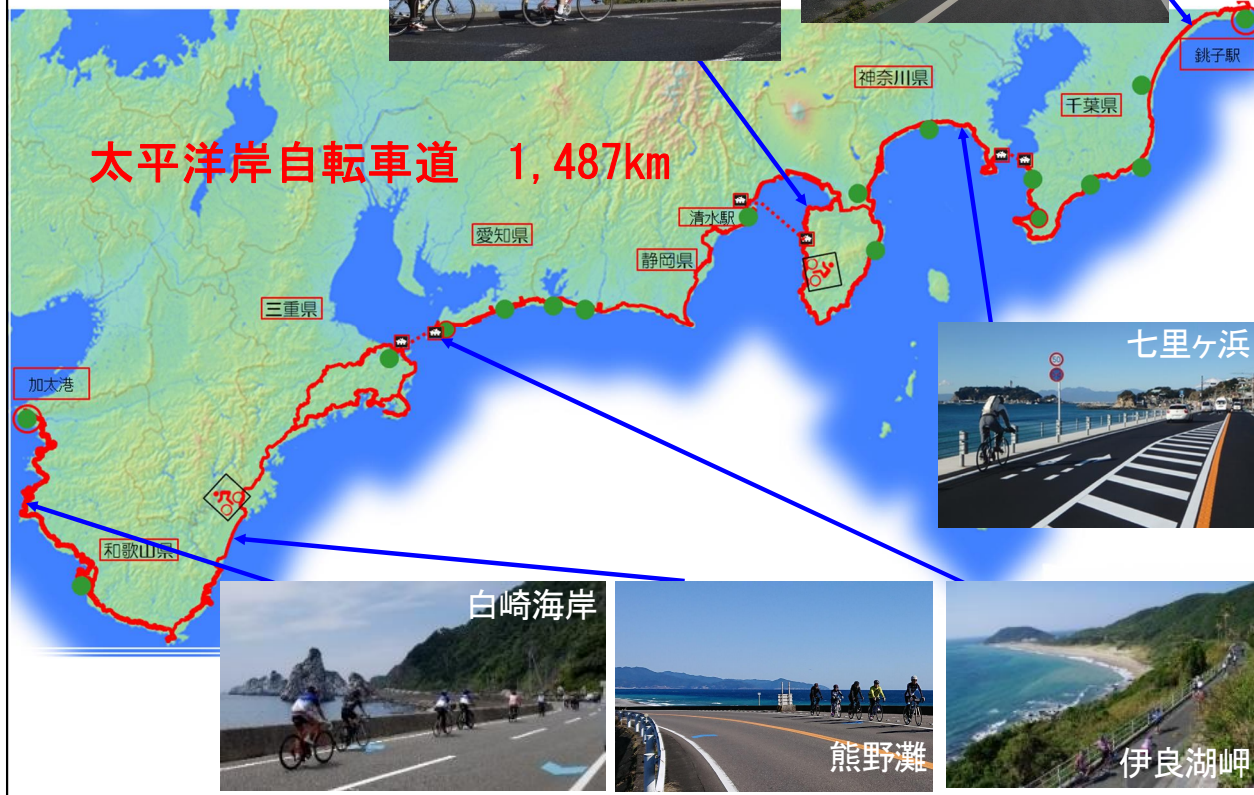 銚子駅
神奈川県
千葉県
太平洋岸自転車道 1,487km
清水駅
愛知県
静岡県
三重県
七里ヶ浜
加太港
和歌山県
白崎海岸
熊野灘
伊良湖岬